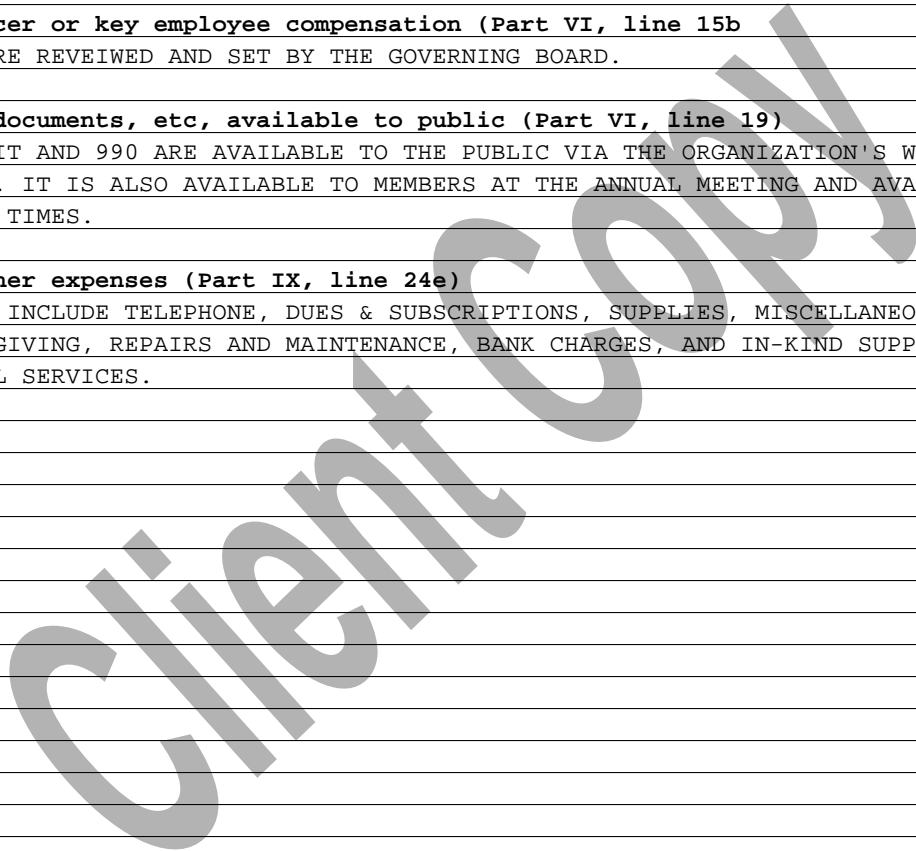 cer or key employee compensation (Part VI, line 15b
RE REVEIWED AND SET BY THE GOVERNING BOARD.
documents, etc, available to public (Part VI, line 19)
IT AND 990 ARE AVAILABLE TO THE PUBLIC VIA THE ORGANIZATION'S W
. IT IS ALSO AVAILABLE TO MEMBERS AT THE ANNUAL MEETING AND AVA
TIMES.
her expenses (Part IX, line 24e)
INCLUDE TELEPHONE, DUES & SUBSCRIPTIONS, SUPPLIES, MISCELLANEO
GIVING, REPAIRS AND MAINTENANCE, BANK CHARGES, AND IN-KIND SUPP
L SERVICES.
Client Copy